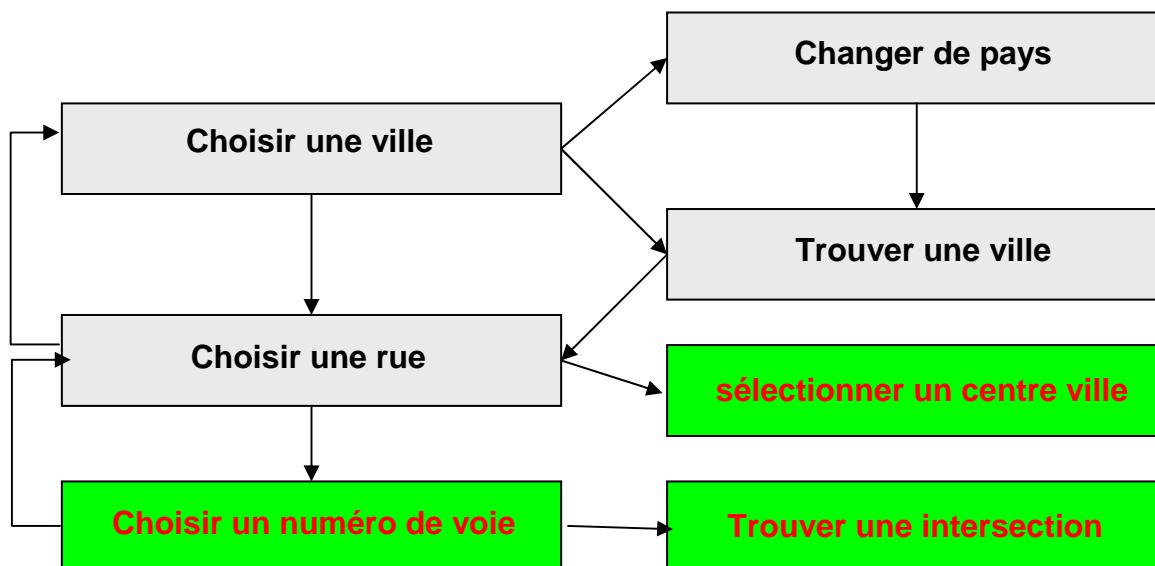 Changer de pays
Choisir une ville
Trouver une ville
Choisir une rue
sélectionner un centre ville
Choisir un numéro de voie
Trouver une intersection